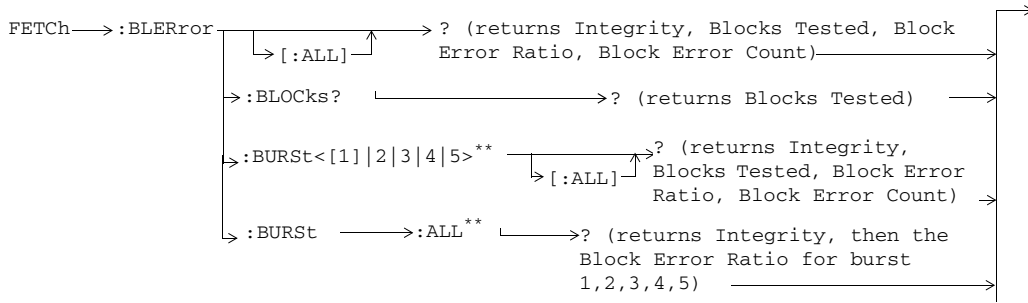 FETCh :BLERror ? (returns Integrity, Blocks Tested, Block
[:ALL] Error Ratio, Block Error Count)
:BLOCks? ? (returns Blocks Tested)
:BURSt<[1]|2|3|4|5>** ? (returns Integrity,
[:ALL] Blocks Tested, Block Error
Ratio, Block Error Count)
:BURSt :ALL** ? (returns Integrity, then the
Block Error Ratio for burst
1,2,3,4,5)